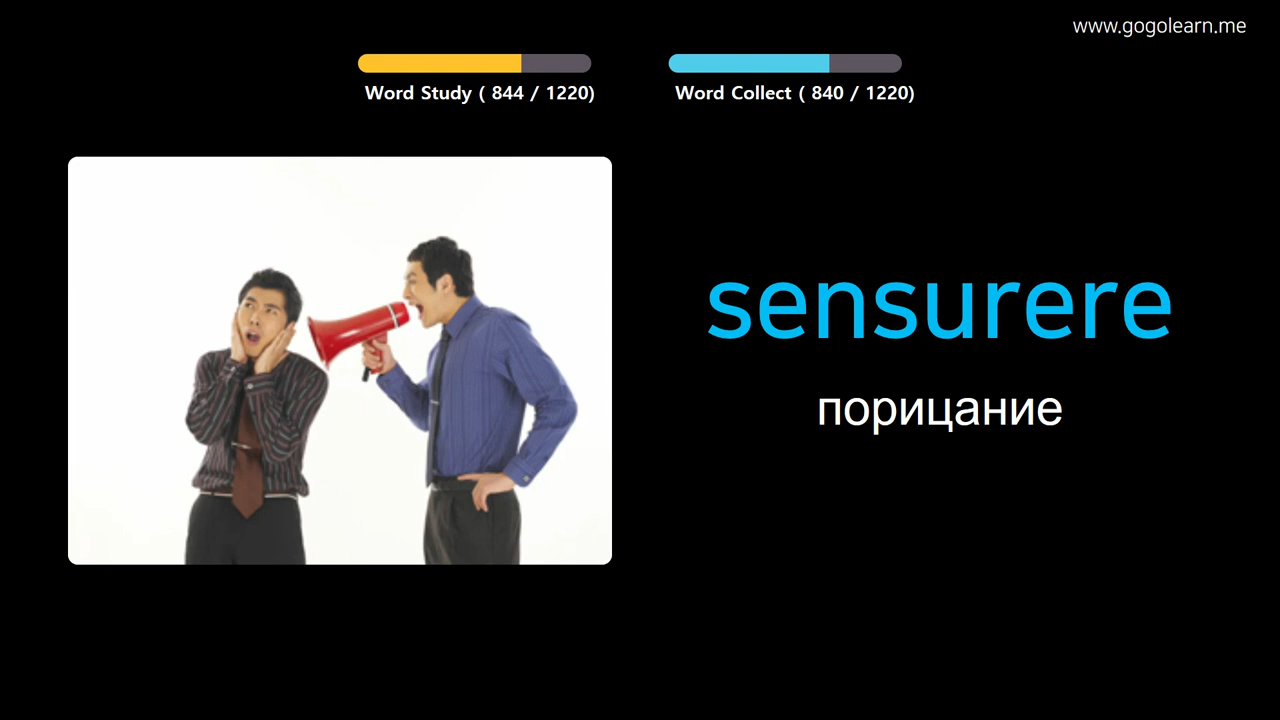 www.gogolearn.me
Word Study ( 844 / 1220)
Word Collect ( 840 / 1220)
sensurere
порицание